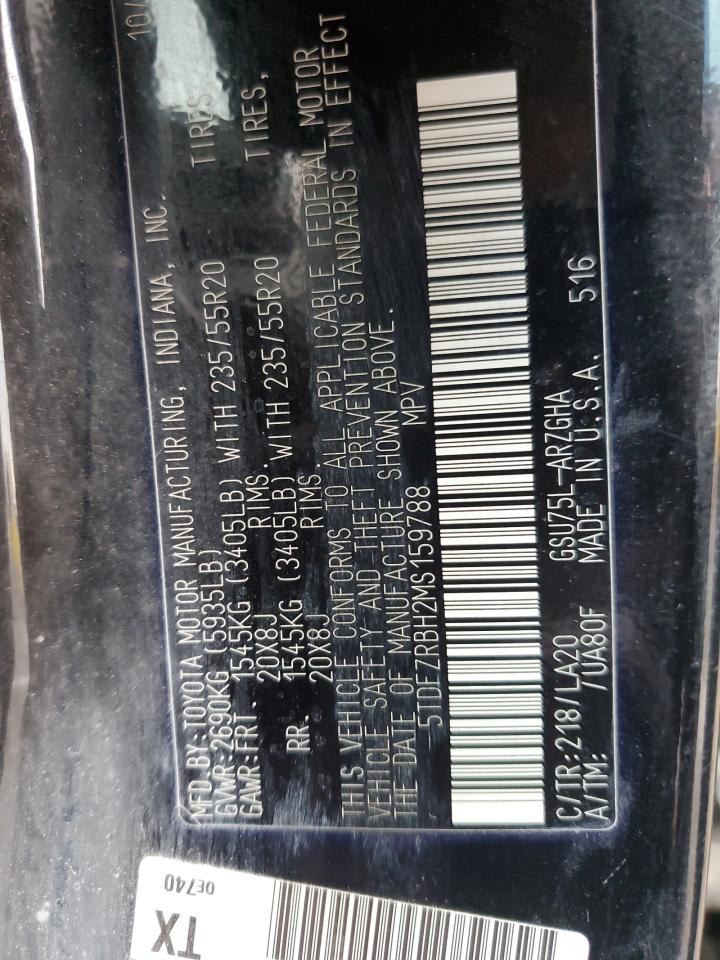 MFD.BY:TOYOTA MOTOR MANUFACTURING, INDIANA, INC. 10/
GVWR:2690KG (5935LB)
GAWR:FRT. 1545KG (3405LB) WITH 235/55R20 TIRES,
20X8J RIMS.
RR. 1545KG (3405LB) WITH 235/55R20 TIRES,
20X8J RIMS.
THIS VEHICLE CONFORMS TO ALL APPLICABLE FEDERAL MOTOR
VEHICLE SAFETY AND THEFT PREVENTION STANDARDS IN EFFECT
THE DATE OF MANUFACTURE SHOWN ABOVE.
5TDFZRBH2MS159788 MPV
C/TR:218/LA20 GSU75L-ARZGHA
A/TM: /UA80F MADE IN U.S.A. 516
TX
0E740